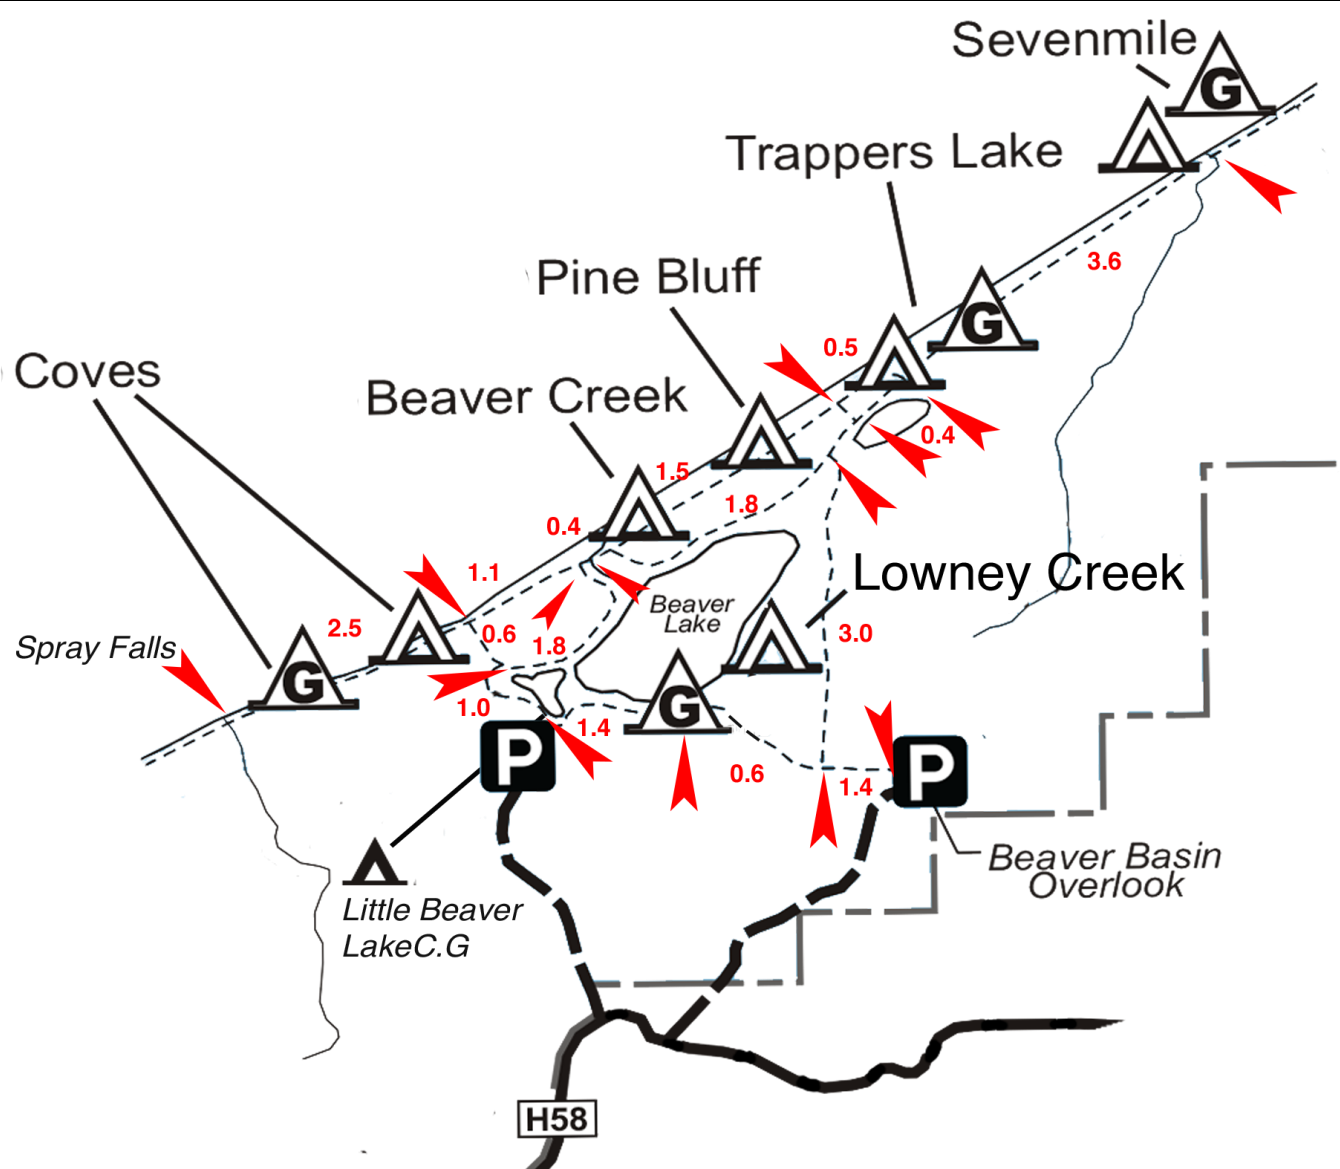 Sevenmile
G
Trappers Lake
3.6
Pine Bluff
G
0.5
Coves
Beaver Creek
0.4
1.5
1.8
0.4
1.1
Lowney Creek
Beaver
Lake
2.5
0.6
1.8
3.0
Spray Falls
G
G
1.0
1.4
0.6
1.4
P
P
Beaver Basin
Overlook
Little Beaver
LakeC.G
H58